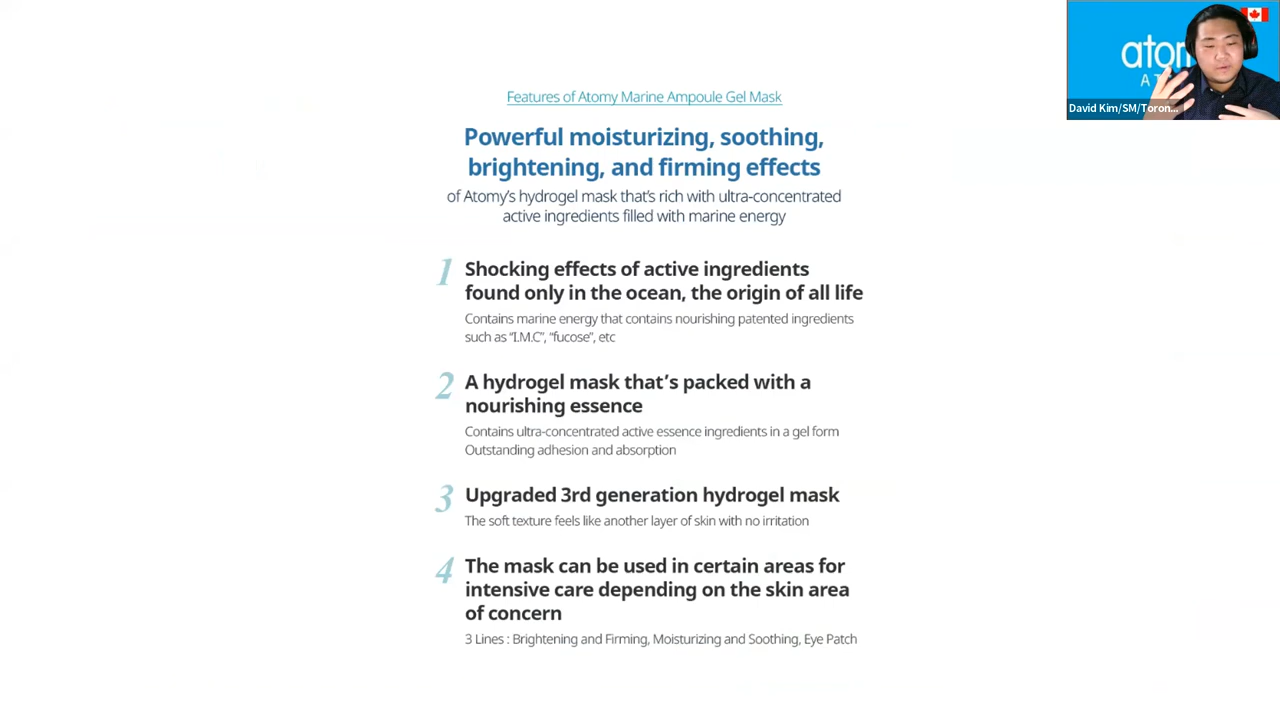 Features of Atomy Marine Ampoule Gel Mask
Powerful moisturizing, soothing,
brightening, and firming effects
of Atomy's hydrogel mask that's rich with ultra-concentrated
active ingredients filled with marine energy
1 Shocking effects of active ingredients
found only in the ocean, the origin of all life
Contains marine energy that contains nourishing patented ingredients
such as "I.M.C", "fucose", etc
2 A hydrogel mask that's packed with a
nourishing essence
Contains ultra-concentrated active essence ingredients in a gel form
Outstanding adhesion and absorption
3 Upgraded 3rd generation hydrogel mask
The soft texture feels like another layer of skin with no irritation
4 The mask can be used in certain areas for
intensive care depending on the skin area
of concern
3 Lines : Brightening and Firming, Moisturizing and Soothing, Eye Patch
atom
A T
David Kim/SM/Toron...